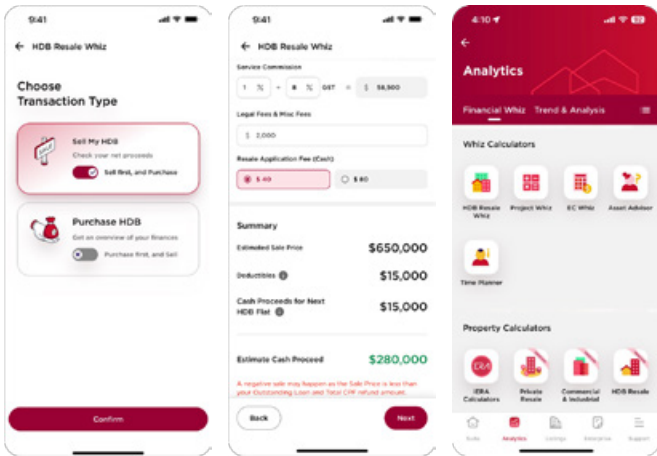 9:41
HDB Resale Whiz
Choose
Transaction Type
SALE
Sell My HDB
Check your net proceeds
Sell first, and Purchase
Purchase HDB
Get an overview of your finances
Purchase first, and Sell
Confirm
9:41
HDB Resale Whiz
Service Commission
1 % + 8 % GST = $
Legal Fees & Misc Fees
$ 2,000
Resale Application Fee (Cash)
$ 40 $ 80
Summary
Estimated Sale Price $650,000
Deductibles $15,000
Cash Proceeds for Next $15,000
HDB Flat
Estimate Cash Proceed $280,000
A negative sale may happen as the Sale Price is less than
your Outstanding Loan and Total CPF refund amount.
Back Next
4:10
Analytics
Financial Whiz Trend & Analysis
Whiz Calculators
HDB Resale Project Whiz EC Whiz Asset Adviser
Whiz
Time Planner
Property Calculators
ERA
IERA Private Commercial HDB Resale
Calculators Resale & Industrial
Analytics Listings Enterprise Support